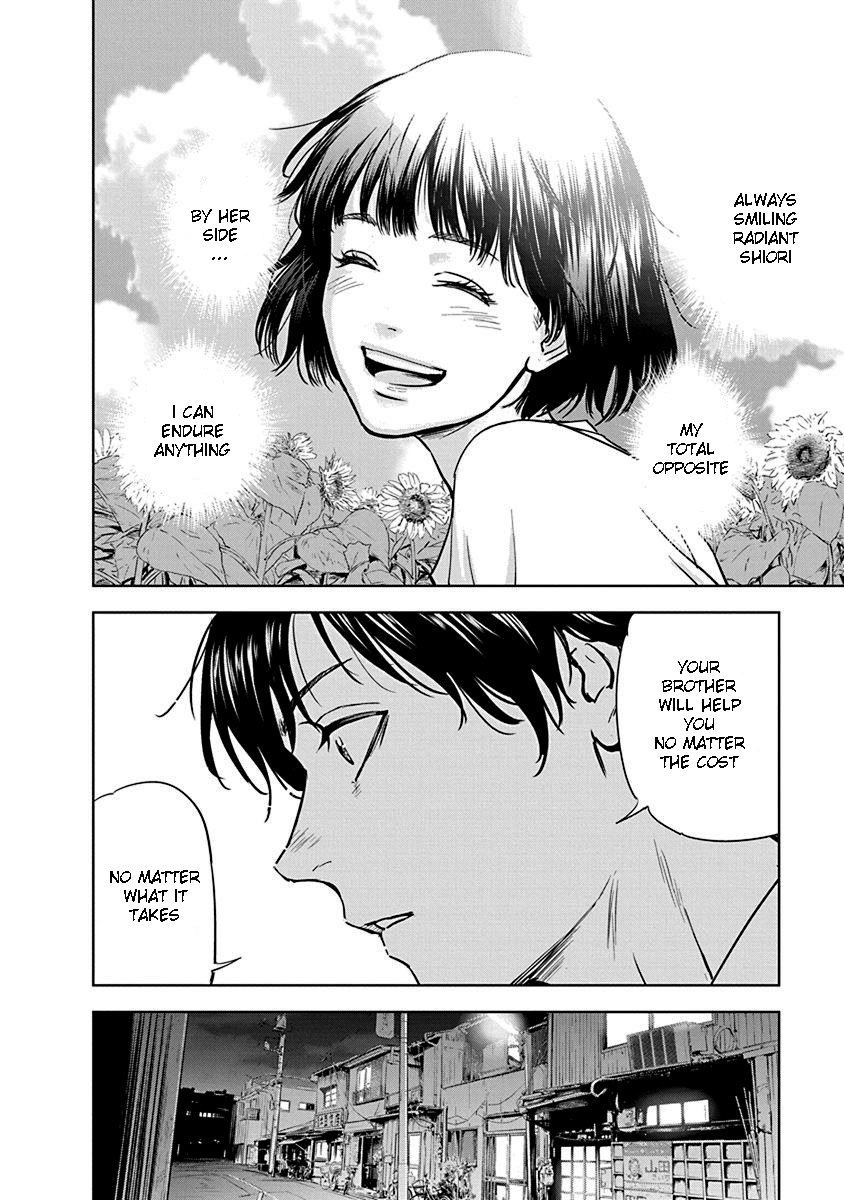 ALWAYS
SMILING
RADIANT
SHIORI
MY
TOTAL
OPPOSITE
BY HER
SIDE
...
I CAN
ENDURE
ANYTHING
YOUR
BROTHER
WILL HELP
YOU
NO MATTER
THE COST
NO MATTER
WHAT IT
TAKES
山田